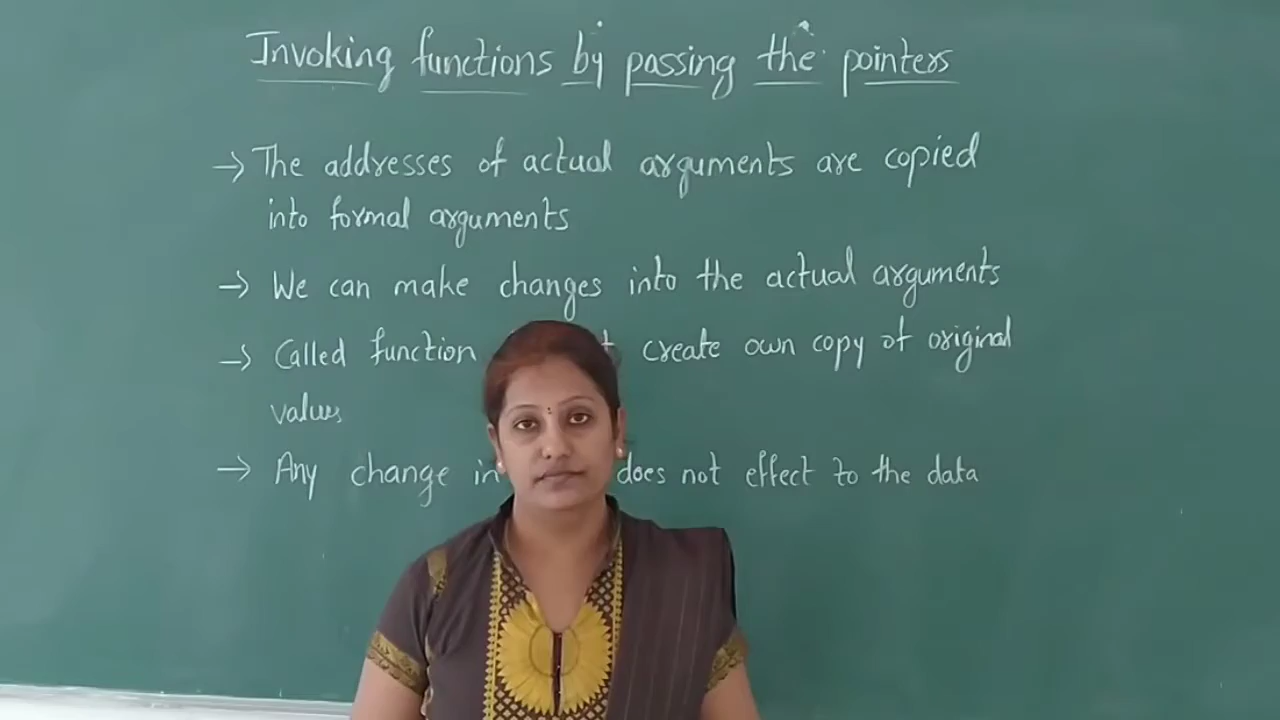 Invoking functions by passing the pointers
→ The addresses of actual arguments are copied
into formal arguments
→ We can make changes into the actual arguments
→ Called function create own copy of original
values
→ Any change in does not effect to the data